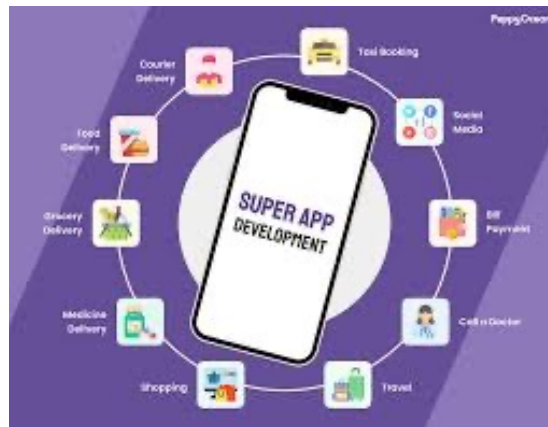 PeppyOcean
Taxi Booking
Courier
Delivery
Social
Media
Food
Delivery
SUPER APP
DEVELOPMENT
Grocery
Delivery
Bill
Payment
Medicine
Delivery
Call a Doctor
Shopping
Travel